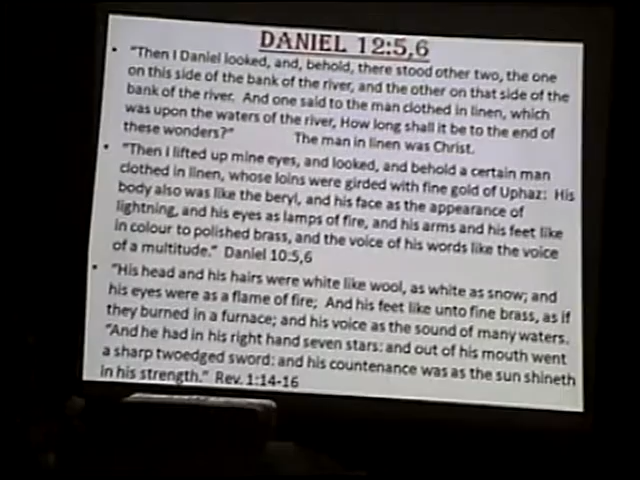 DANIEL 12:5,6
• "Then I Daniel looked, and, behold, there stood other two, the one
on this side of the bank of the river, and the other on that side of the
bank of the river. And one said to the man clothed in linen, which
was upon the waters of the river, How long shall it be to the end of
these wonders?" The man in linen was Christ.
• "Then I lifted up mine eyes, and looked, and behold a certain man
clothed in linen, whose loins were girded with fine gold of Uphaz: His
body also was like the beryl, and his face as the appearance of
lightning, and his eyes as lamps of fire, and his arms and his feet like
in colour to polished brass, and the voice of his words like the voice
of a multitude." Daniel 10:5,6
• "His head and his hairs were white like wool, as white as snow; and
his eyes were as a flame of fire; And his feet like unto fine brass, as if
they burned in a furnace; and his voice as the sound of many waters.
"And he had in his right hand seven stars: and out of his mouth went
a sharp twoedged sword: and his countenance was as the sun shineth
in his strength." Rev. 1:14-16